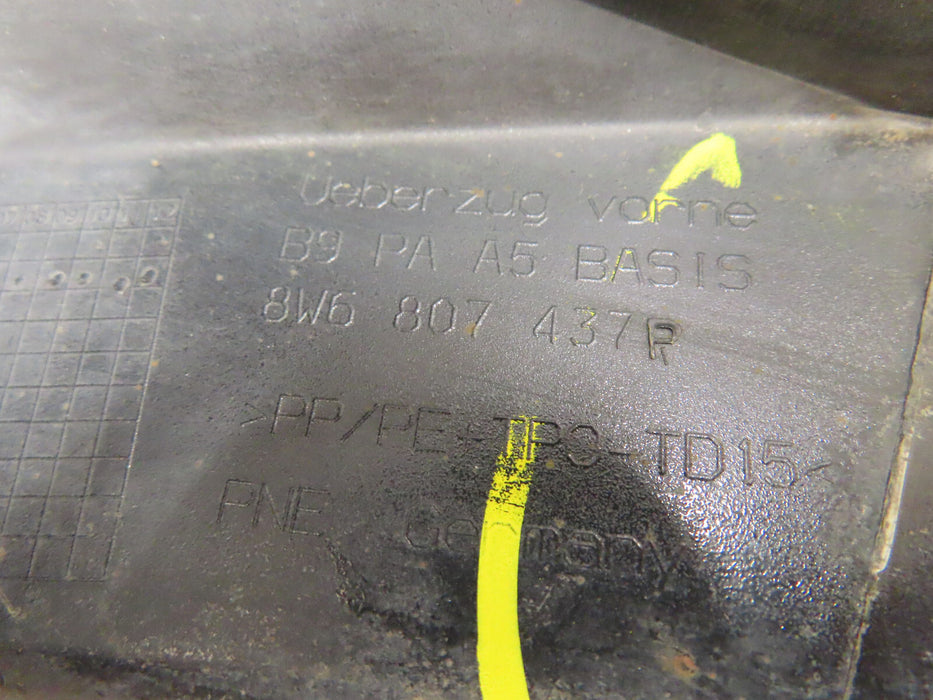 Ueberzug vorne
B9 PA A5 BASIS
8W6 807 437R
>PP/PE+TPO-TD15<
PNE Germany